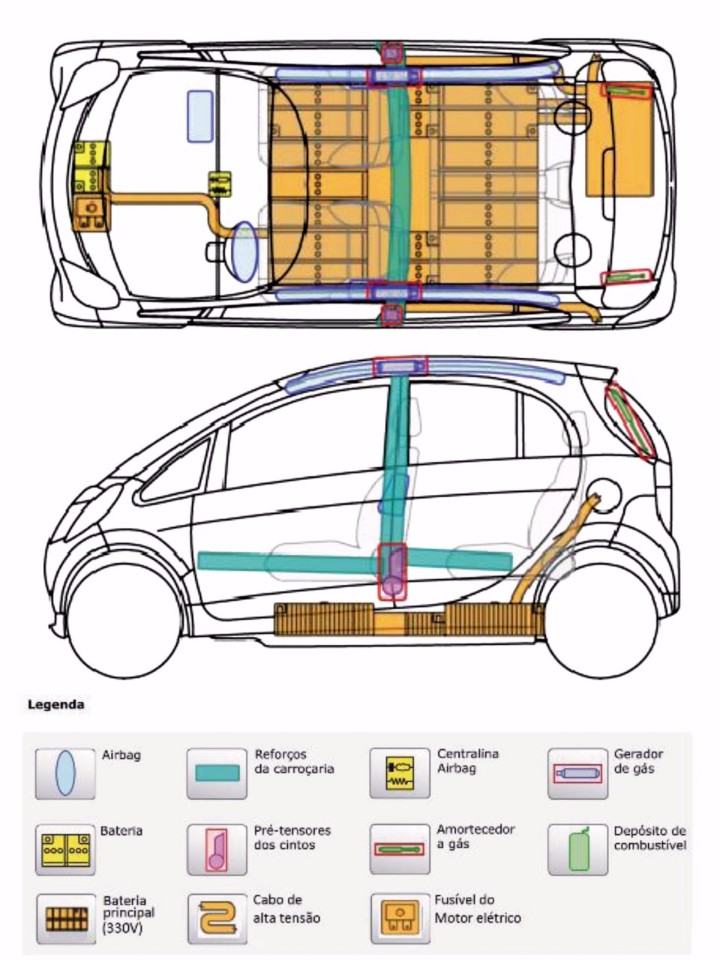 Legenda
Airbag
Reforços
da carroçaria
Centralina
Airbag
Gerador
de gás
Bateria
Pré-tensores
dos cintos
Amortecedor
a gás
Depósito de
combustível
Bateria
principal
(330V)
Cabo de
alta tensão
Fusível do
Motor elétrico